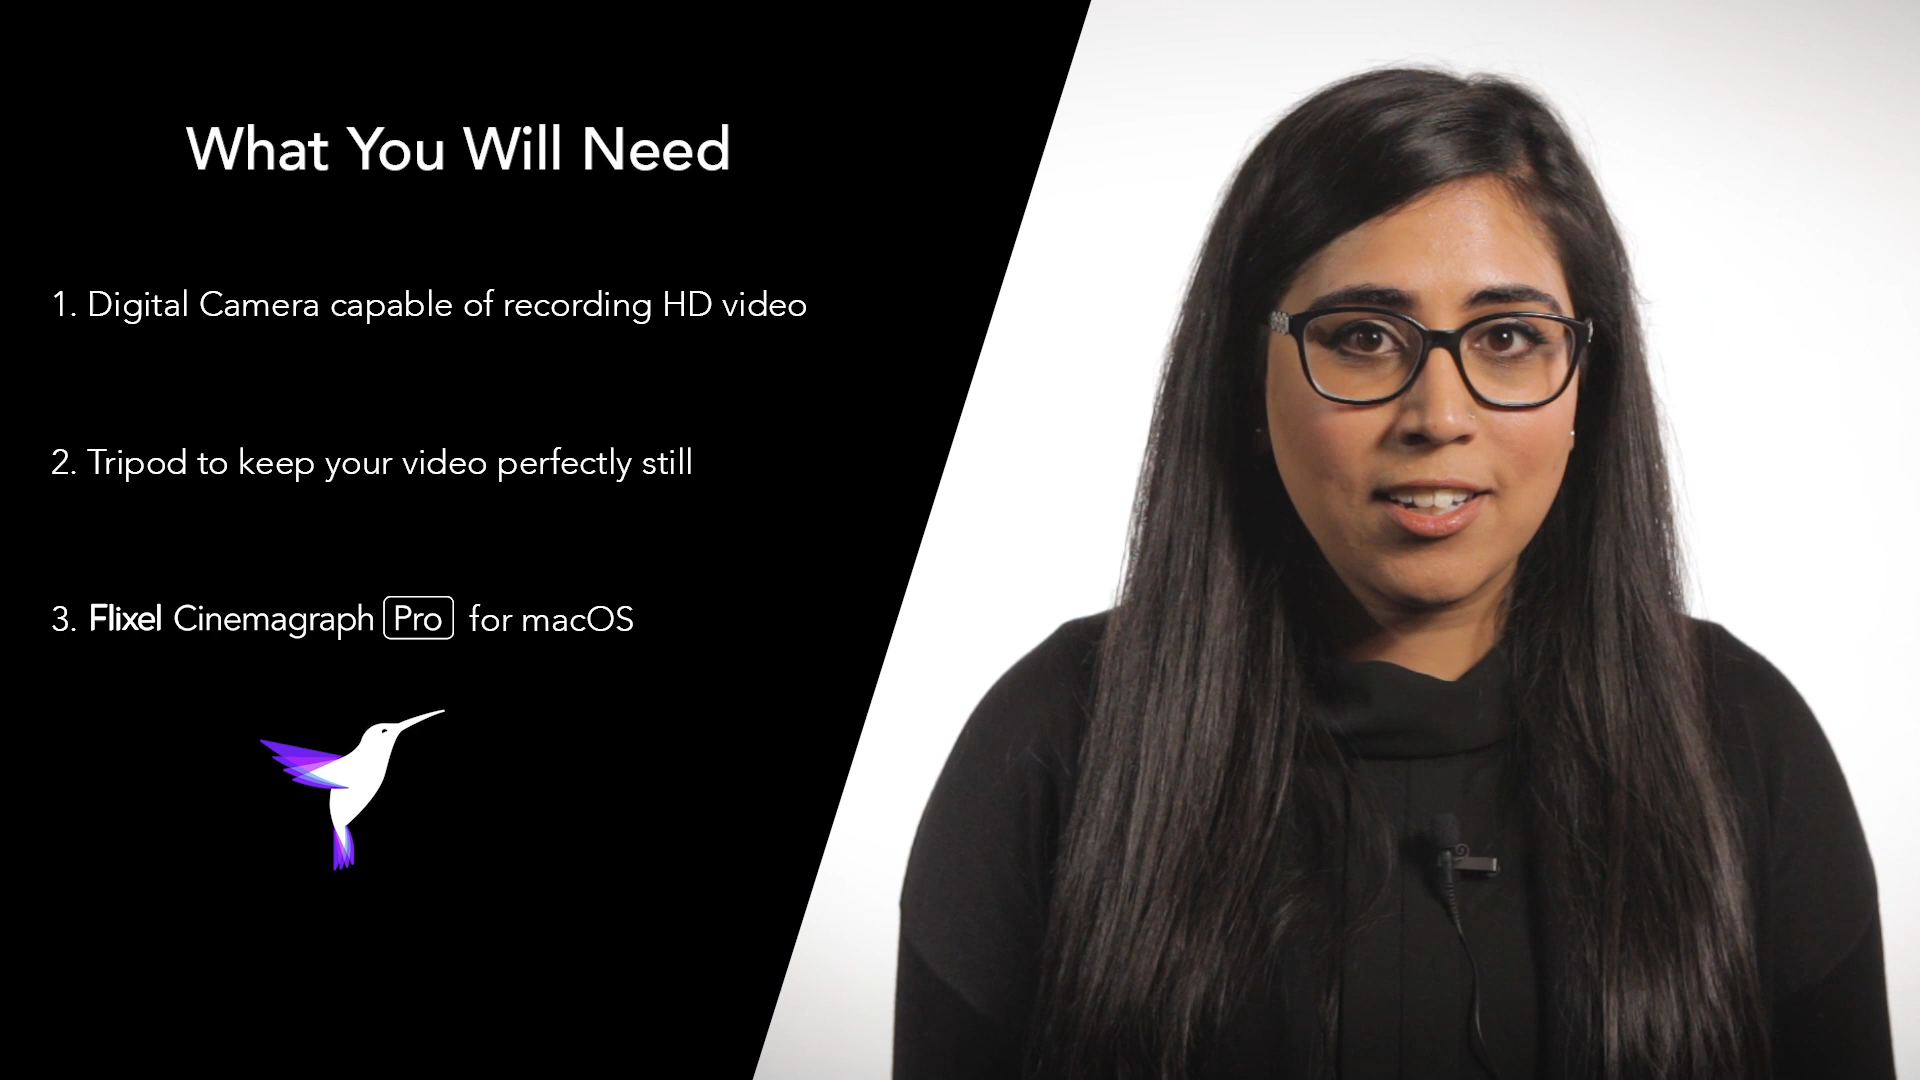 What You Will Need
1. Digital Camera capable of recording HD video
2. Tripod to keep your video perfectly still
3. Flixel Cinemagraph Pro for macOS